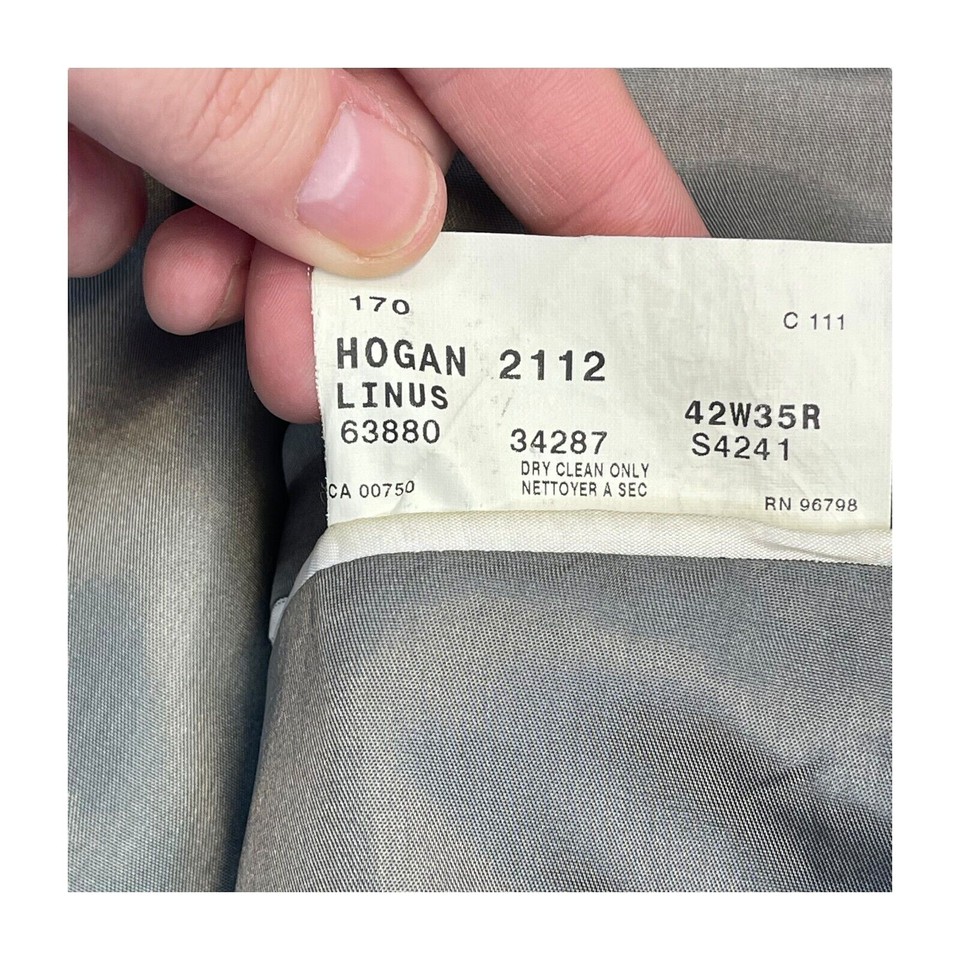 170
C 111
HOGAN 2112
LINUS
42W35R
63880 34287 S4241
DRY CLEAN ONLY
NETTOYER A SEC
CA 00750
RN 96798